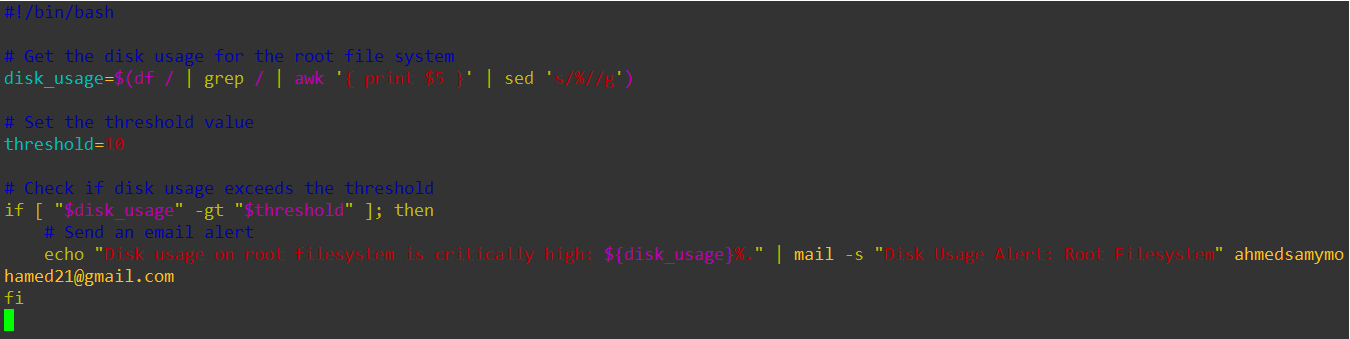 #!/bin/bash
# Get the disk usage for the root file system
disk_usage=$(df / | grep / | awk '{ print $5 }' | sed 's/%//g')
# Set the threshold value
threshold=10
# Check if disk usage exceeds the threshold
if [ "$disk_usage" -gt "$threshold" ]; then
    # Send an email alert
    echo "Disk usage on root filesystem is critically high: ${disk_usage}%." | mail -s "Disk Usage Alert: Root Filesystem" ahmedsamymo
hamed21@gmail.com
fi